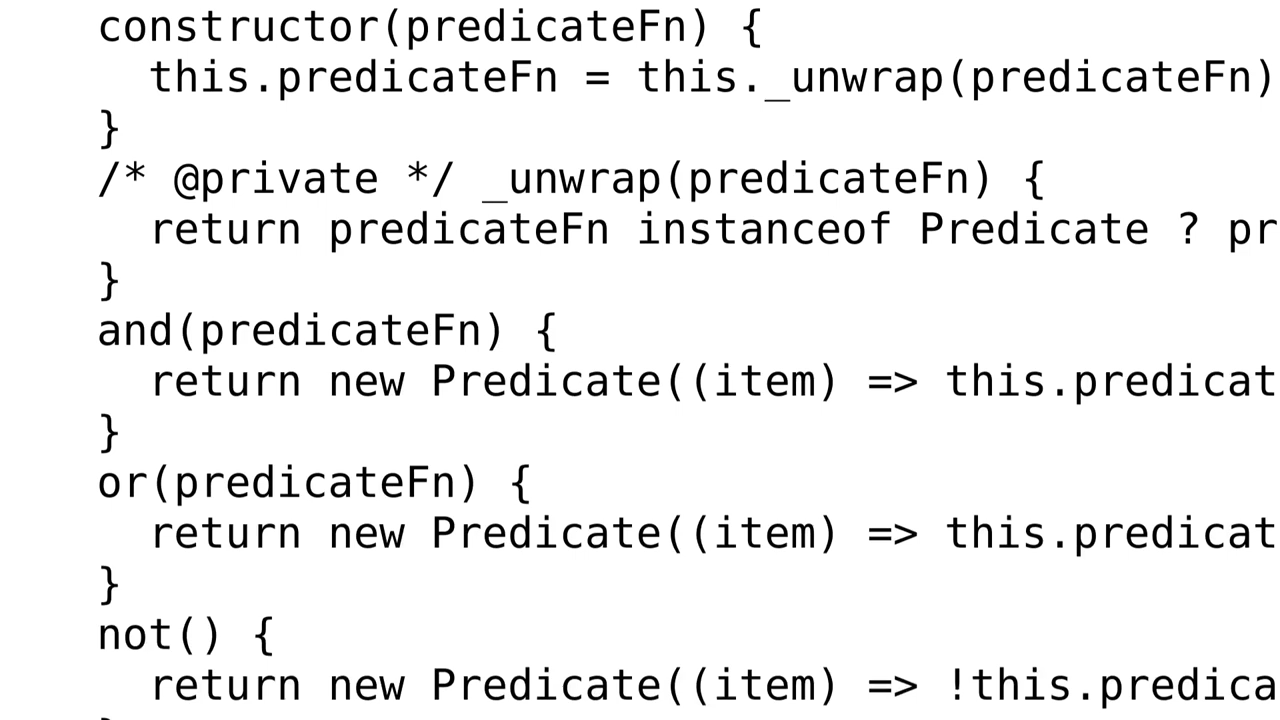 constructor(predicateFn) {
this.predicateFn = this._unwrap(predicateFn)
}
/* @private */ _unwrap(predicateFn) {
return predicateFn instanceof Predicate ? pr
}
and(predicateFn) {
return new Predicate((item) => this.predicat
}
or(predicateFn) {
return new Predicate((item) => this.predicat
}
not() {
return new Predicate((item) => !this.predica
}